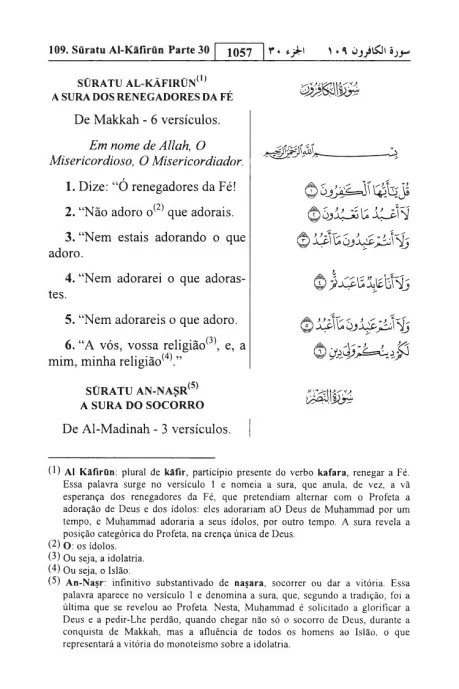 109. Sūratu Al-Kāfirūn Parte 30 1057 الجزء ٣٠ سورة الكافرون ١٠٩
SŪRATU AL-KĀFIRŪN(1)
A SURA DOS RENEGADORES DA FÉ
سُورَةُ الكَافِرُونَ
De Makkah - 6 versículos.
Em nome de Allah, O
Misericordioso, O Misericordiador.
بِسْمِ اللَّهِ الرَّحْمَٰنِ الرَّحِيمِ
1. Dize: “Ó renegadores da Fé!
قُلْ يَٰٓأَيُّهَا ٱلْكَٰفِرُونَ ١
2. “Não adoro o(2) que adorais.
لَآ أَعْبُدُ مَا تَعْبُدُونَ ٢
3. “Nem estais adorando o que
adoro.
وَلَآ أَنتُمْ عَٰبِدُونَ مَآ أَعْبُدُ ٣
4. “Nem adorarei o que adoras-
tes.
وَلَآ أَنَا۠ عَابِدٌ مَّا عَبَدتُّمْ ٤
5. “Nem adorareis o que adoro.
وَلَآ أَنتُمْ عَٰبِدُونَ مَآ أَعْبُدُ ٥
6. “A vós, vossa religião(3), e, a
mim, minha religião(4).”
لَكُمْ دِينُكُمْ وَلِيَ دِينِ ٦
SŪRATU AN-NAṢR(5)
A SURA DO SOCORRO
سُورَةُ النَّصْرِ
De Al-Madinah - 3 versículos.
(1) Al Kāfirūn: plural de kāfir, particípio presente do verbo kafara, renegar a Fé.
Essa palavra surge no versículo 1 e nomeia a sura, que anula, de vez, a vã
esperança dos renegadores da Fé, que pretendiam alternar com o Profeta a
adoração de Deus e dos ídolos: eles adorariam aO Deus de Muḥammad por um
tempo, e Muḥammad adoraria a seus ídolos, por outro tempo. A sura revela a
posição categórica do Profeta, na crença única de Deus.
(2) O: os ídolos.
(3) Ou seja, a idolatria.
(4) Ou seja, o Islão.
(5) An-Naṣr: infinitivo substantivado de naṣara, socorrer ou dar a vitória. Essa
palavra aparece no versículo 1 e denomina a sura, que, segundo a tradição, foi a
última que se revelou ao Profeta. Nesta, Muḥammad é solicitado a glorificar a
Deus e a pedir-Lhe perdão, quando chegar não só o socorro de Deus, durante a
conquista de Makkah, mas a afluência de todos os homens ao Islão, o que
representará a vitória do monoteísmo sobre a idolatria.